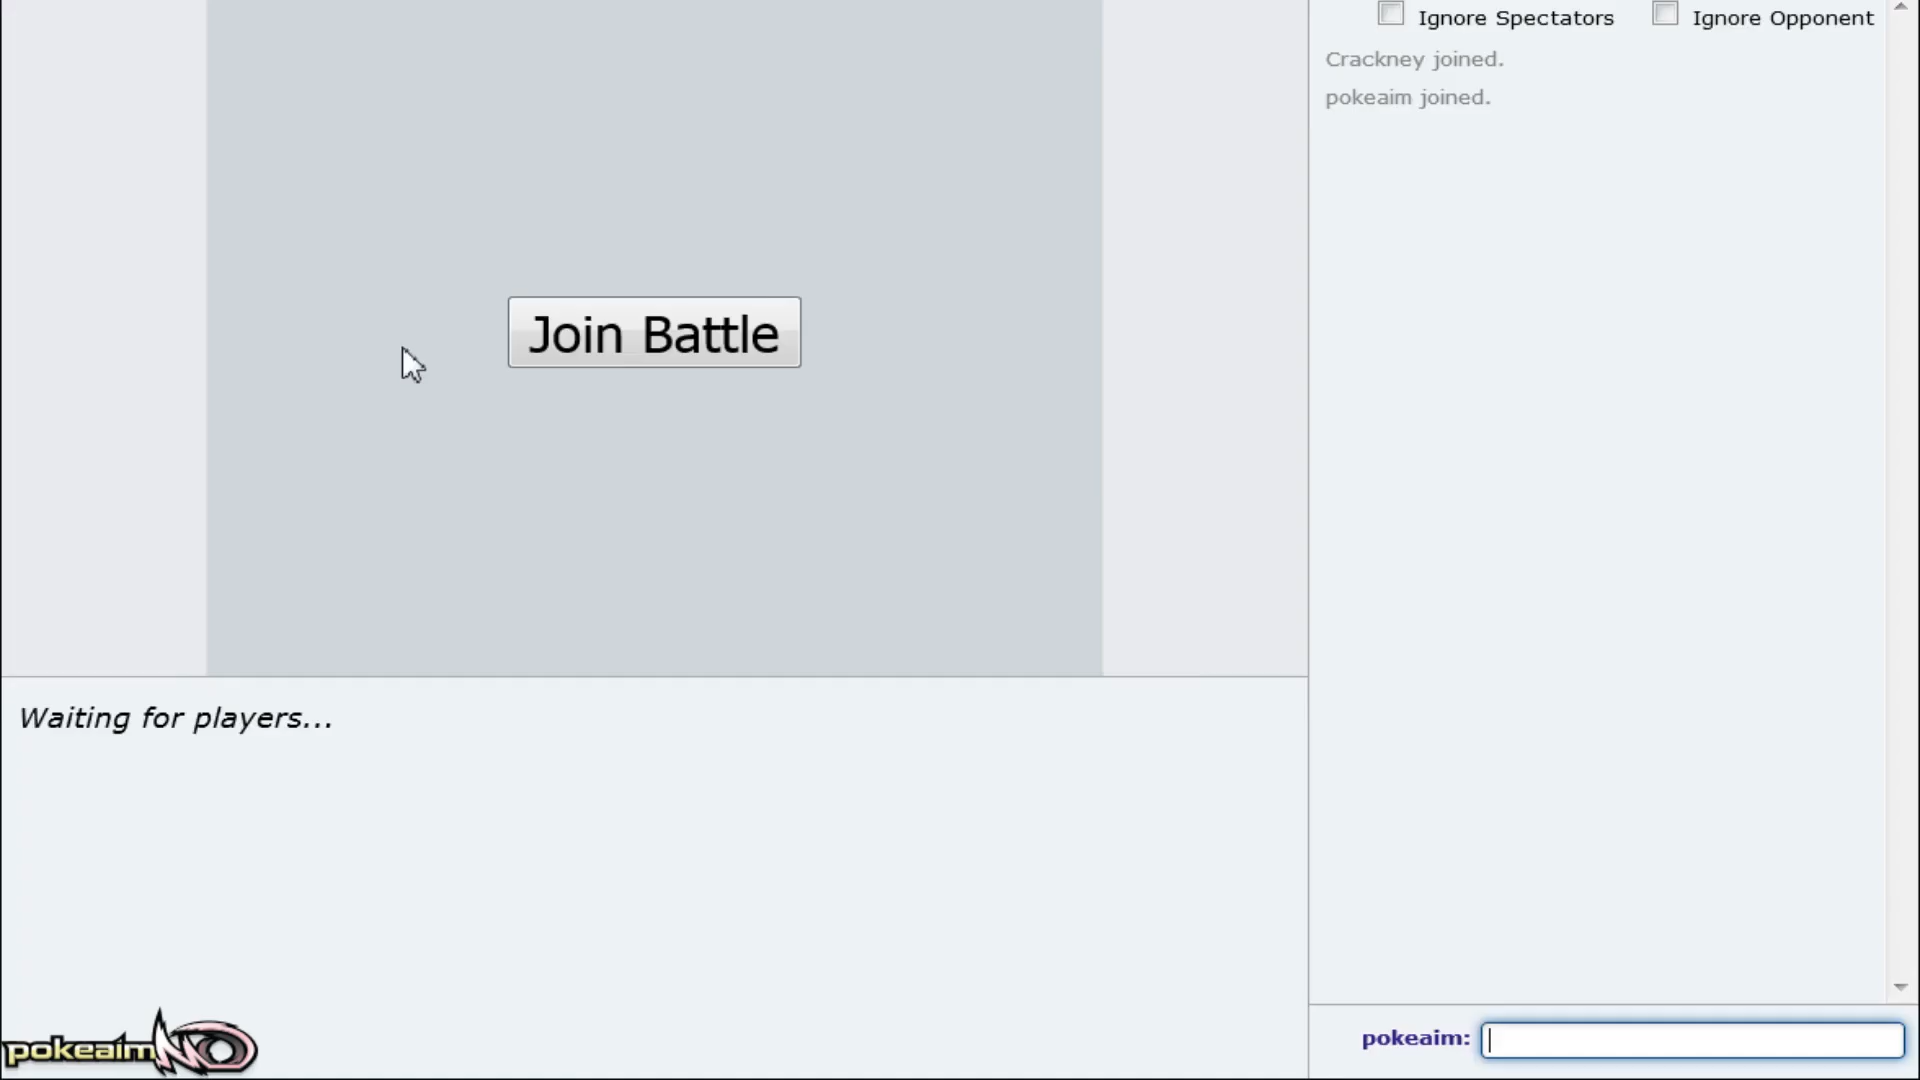 Ignore Spectators Ignore Opponent
Crackney joined.
pokeaim joined.
Join Battle
Waiting for players...
pokeaim:
pokeaim